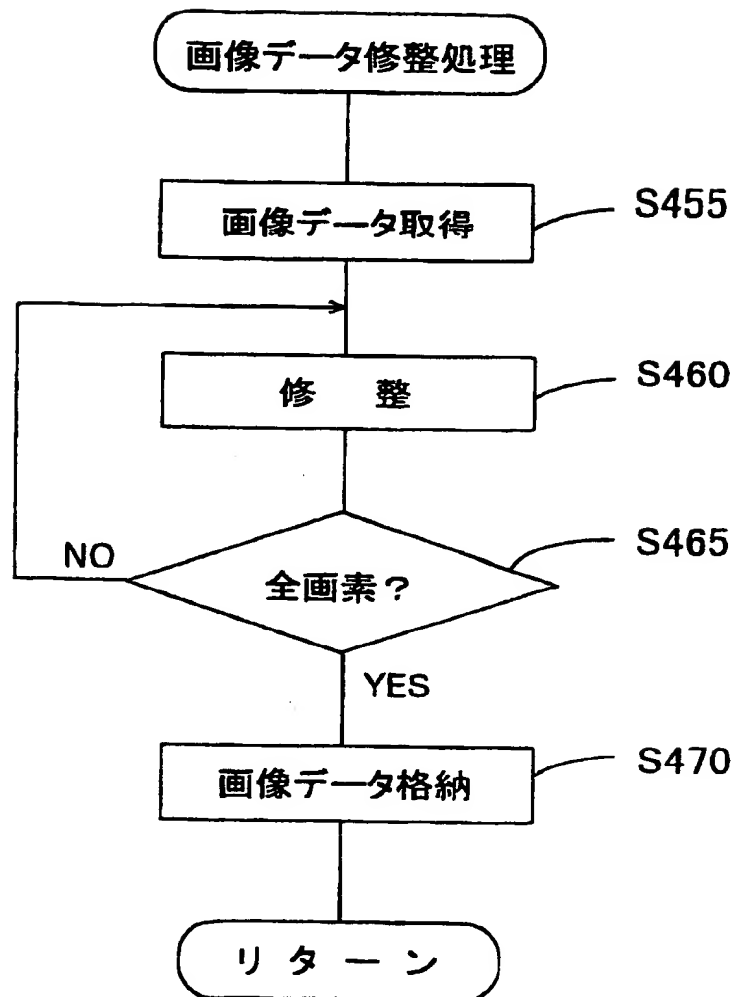 画像データ修整処理
画像データ取得
S455
修 整
S460
全画素?
S465
NO
YES
画像データ格納
S470
リターン